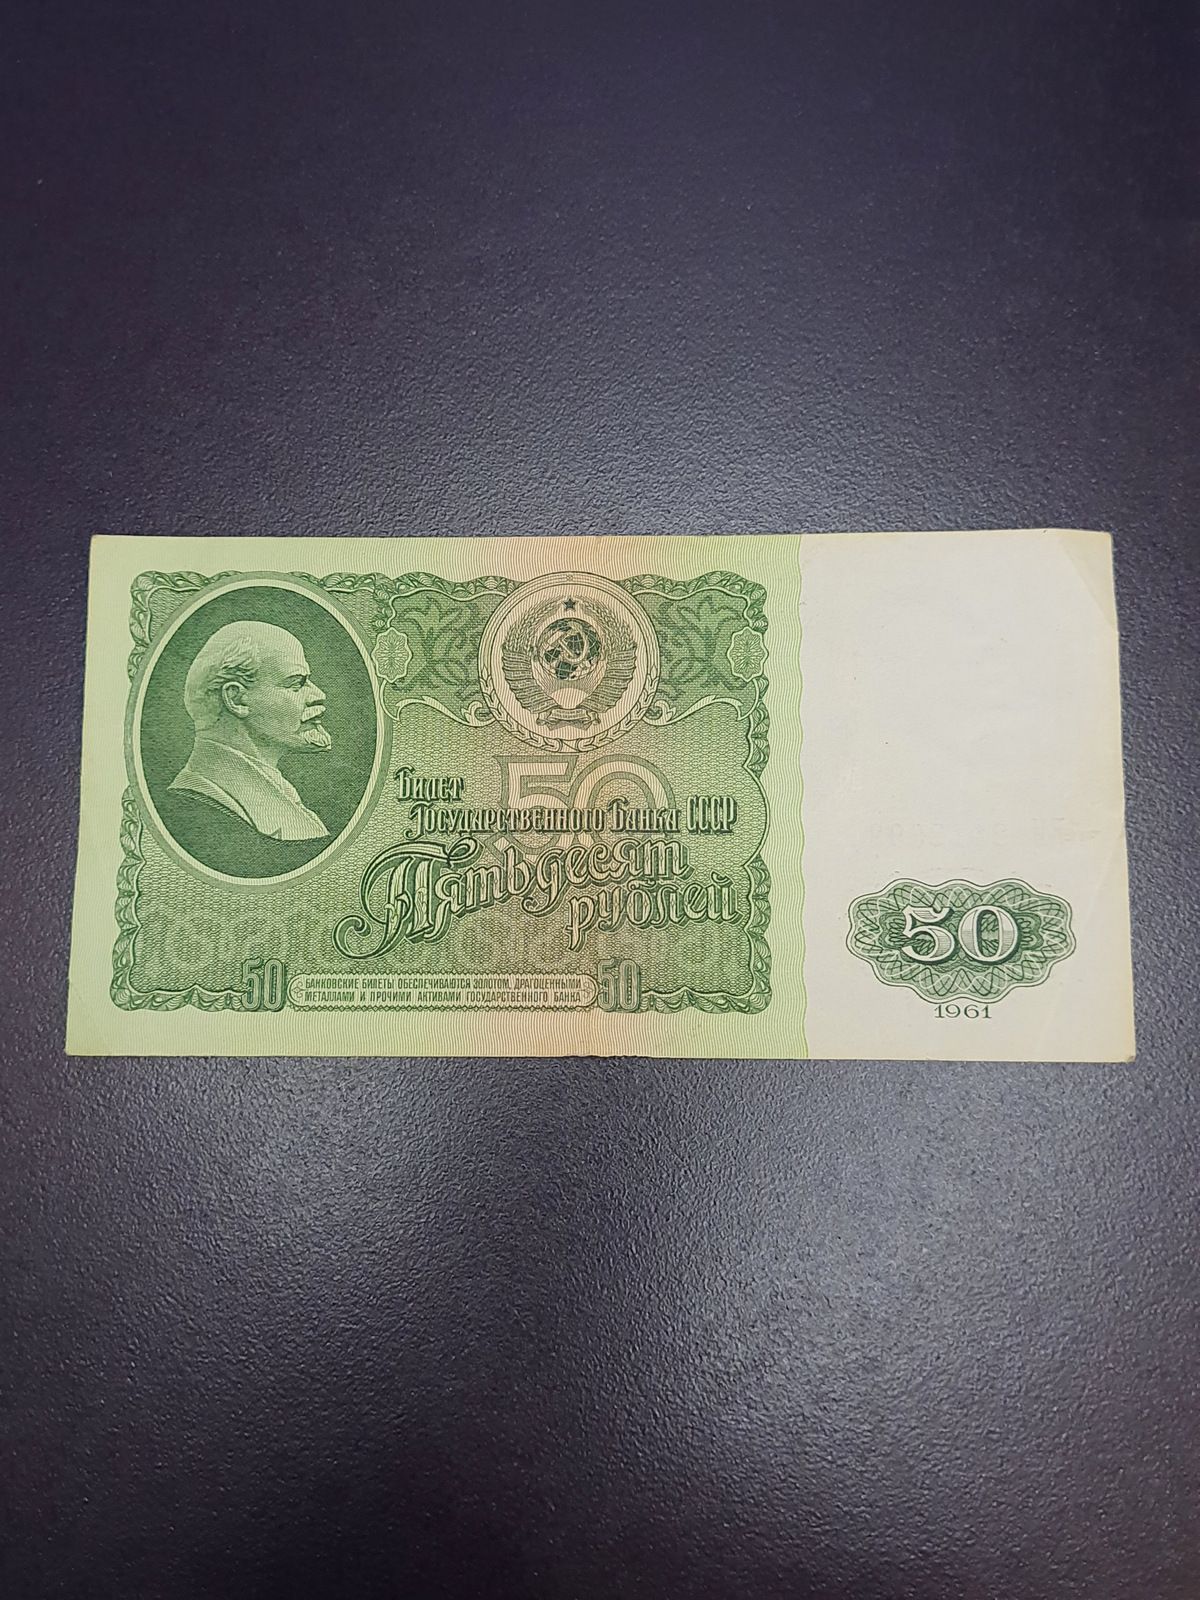 50
Билет
Государственного Банка СССР
Пятьдесят
рублей
50
БАНКОВСКИЕ БИЛЕТЫ ОБЕСПЕЧИВАЮТСЯ ЗОЛОТОМ, ДРАГОЦЕННЫМИ
МЕТАЛЛАМИ И ПРОЧИМИ АКТИВАМИ ГОСУДАРСТВЕННОГО БАНКА
50
50
1961